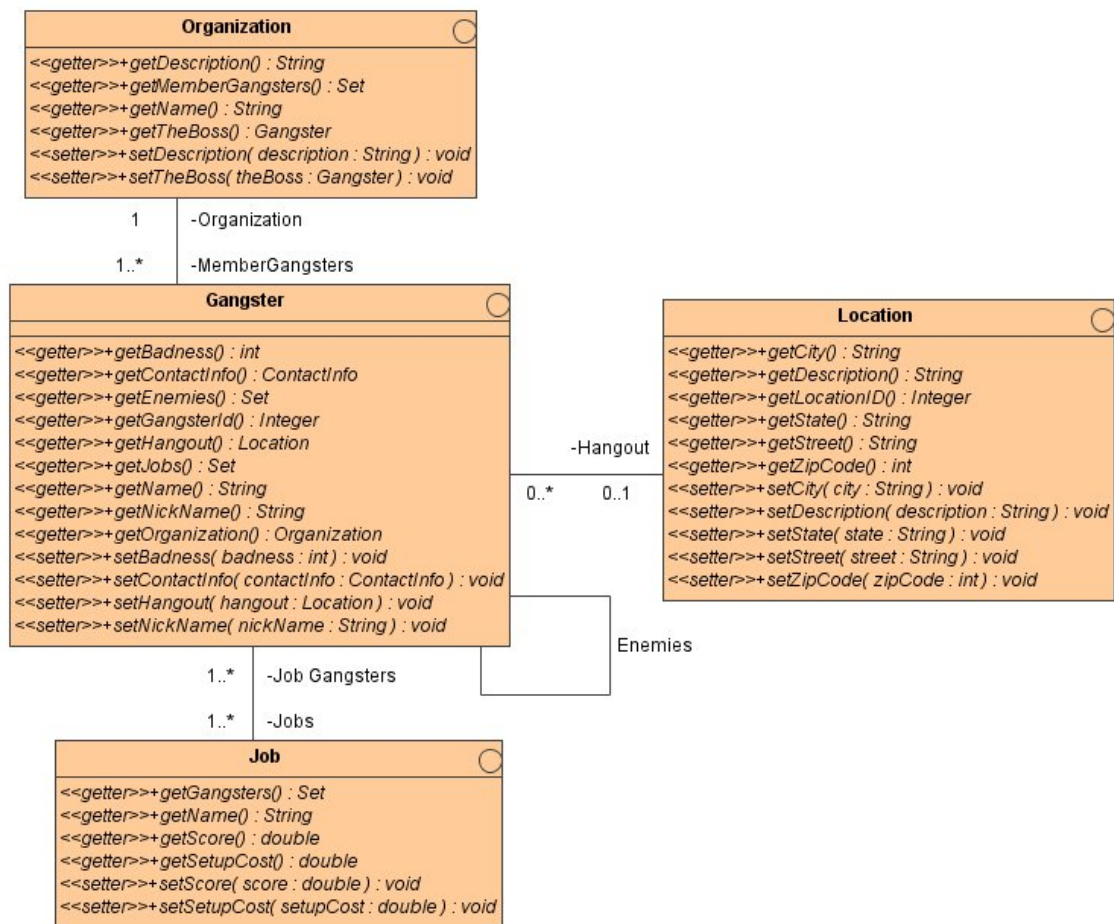 Organization
<<getter>>+getDescription() : String
<<getter>>+getMemberGangsters() : Set
<<getter>>+getName() : String
<<getter>>+getTheBoss() : Gangster
<<setter>>+setDescription( description : String ) : void
<<setter>>+setTheBoss( theBoss : Gangster ) : void
1 -Organization
1..* -MemberGangsters
Gangster
<<getter>>+getBadness() : int
<<getter>>+getContactInfo() : ContactInfo
<<getter>>+getEnemies() : Set
<<getter>>+getGangsterId() : Integer
<<getter>>+getHangout() : Location
<<getter>>+getJobs() : Set
<<getter>>+getName() : String
<<getter>>+getNickName() : String
<<getter>>+getOrganization() : Organization
<<setter>>+setBadness( badness : int ) : void
<<setter>>+setContactInfo( contactInfo : ContactInfo ) : void
<<setter>>+setHangout( hangout : Location ) : void
<<setter>>+setNickName( nickName : String ) : void
-Hangout
0..* 0..1
Location
<<getter>>+getCity() : String
<<getter>>+getDescription() : String
<<getter>>+getLocationID() : Integer
<<getter>>+getState() : String
<<getter>>+getStreet() : String
<<getter>>+getZipCode() : int
<<setter>>+setCity( city : String ) : void
<<setter>>+setDescription( description : String ) : void
<<setter>>+setState( state : String ) : void
<<setter>>+setStreet( street : String ) : void
<<setter>>+setZipCode( zipCode : int ) : void
Enemies
1..* -Job Gangsters
1..* -Jobs
Job
<<getter>>+getGangsters() : Set
<<getter>>+getName() : String
<<getter>>+getScore() : double
<<getter>>+getSetupCost() : double
<<setter>>+setScore( score : double ) : void
<<setter>>+setSetupCost( setupCost : double ) : void